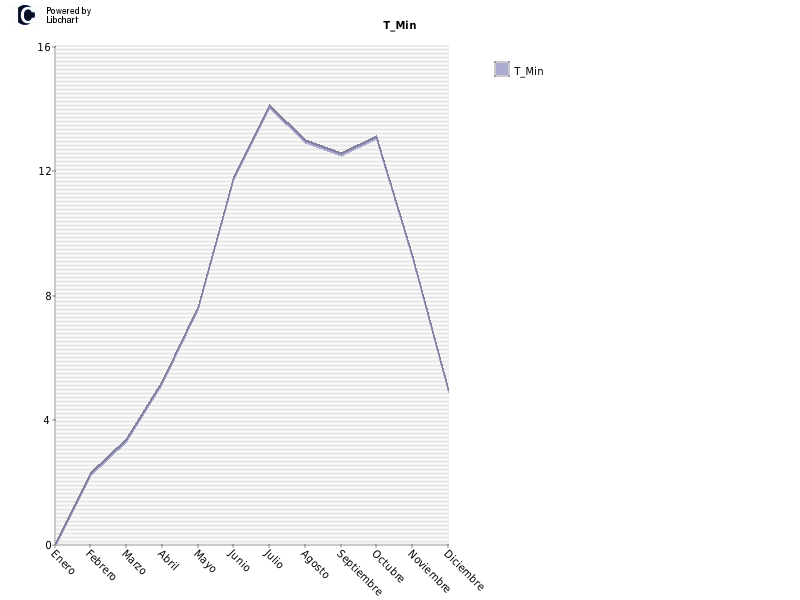 Powered by
Libchart
T_Min
16
12
8
4
0
T_Min
Enero
Febrero
Marzo
Abril
Mayo
Junio
Julio
Agosto
Septiembre
Octubre
Noviembre
Diciembre